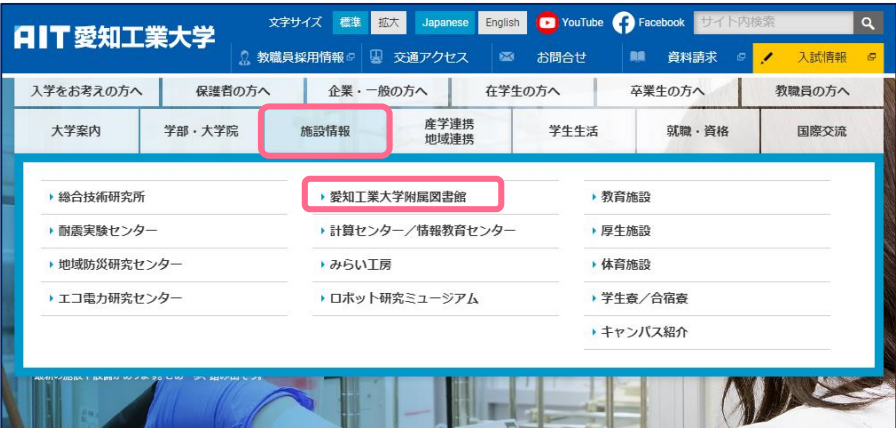 AIT 愛知工業大学
文字サイズ 標準 拡大 Japanese English YouTube Facebook サイト内検索
教職員採用情報 交通アクセス お問合せ 資料請求 入試情報
入学をお考えの方へ 保護者の方へ 企業・一般の方へ 在学生の方へ 卒業生の方へ 教職員の方へ
大学案内 学部・大学院 施設情報 産学連携 学生生活 就職・資格 国際交流
地域連携
総合技術研究所 愛知工業大学附属図書館 教育施設
耐震実験センター 計算センター／情報教育センター 厚生施設
地域防災研究センター みらい工房 体育施設
エコ電力研究センター ロボット研究ミュージアム 学生寮／合宿寮
キャンパス紹介